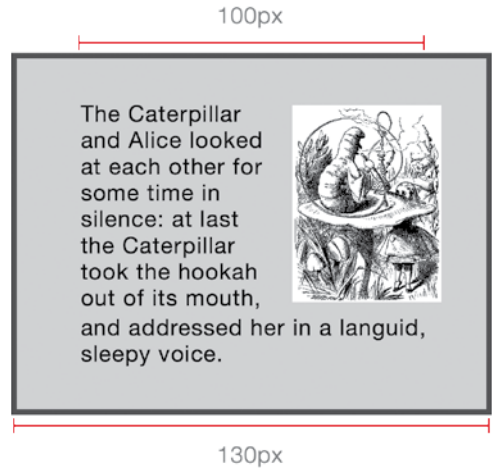 100px
The Caterpillar
and Alice looked
at each other for
some time in
silence: at last
the Caterpillar
took the hookah
out of its mouth,
and addressed her in a languid,
sleepy voice.
130px